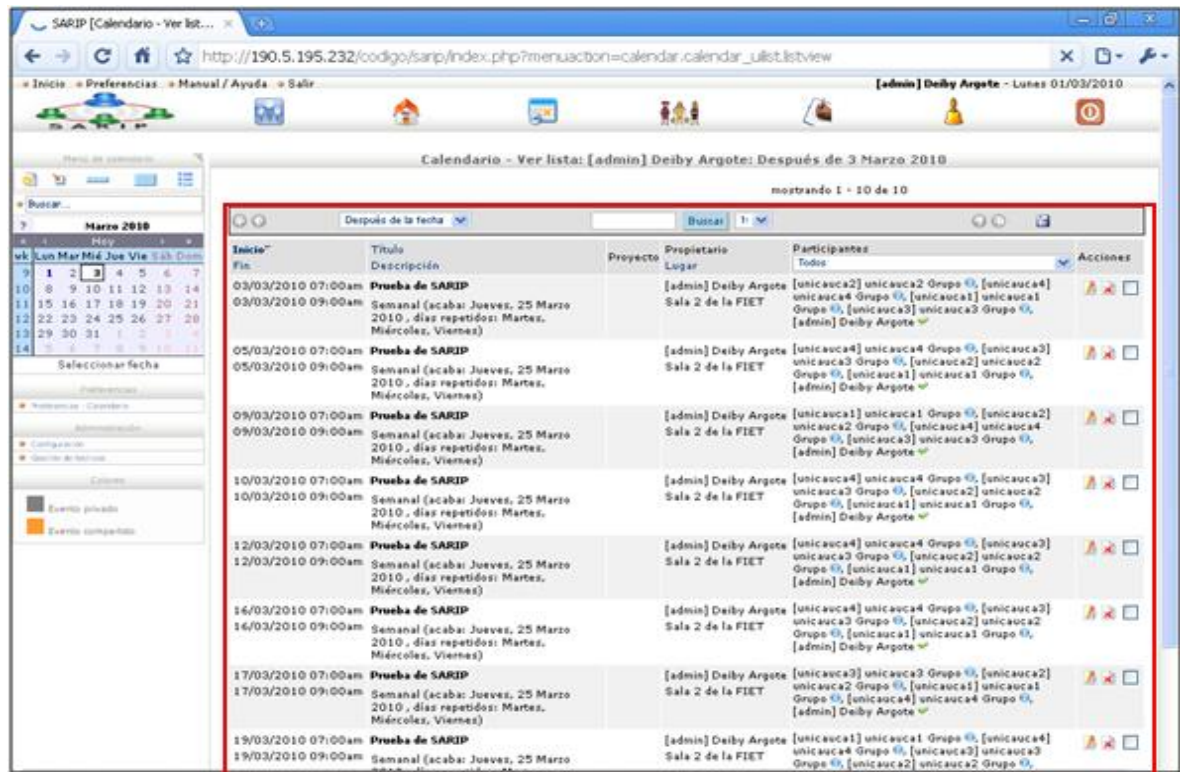 SARIP [Calendario - Ver list...
http://190.5.195.232/codigo/sarip/index.php?menuaction=calendar.calendar_uilist.listview
Inicio Preferencias Manual / Ayuda Salir
[admin] Deiby Argote - Lunes 01/03/2010
SARIP
Menú de calendario
Calendario - Ver lista: [admin] Deiby Argote: Después de 3 Marzo 2010
mostrando 1 - 10 de 10
Buscar...
? Marzo 2010
« ‹ Hoy › »
wk Lun Mar Mié Jue Vie Sáb Dom
9 1 2 3 4 5 6 7
10 8 9 10 11 12 13 14
11 15 16 17 18 19 20 21
12 22 23 24 25 26 27 28
13 29 30 31 1 2 3 4
14 5 6 7 8 9 10 11
Seleccionar fecha
Preferencias
Preferencias - Calendario
Administración
Configuración
Colores
Evento privado
Evento compartido
Después de la fecha Buscar
Inicio Título Proyecto Propietario Participantes Acciones
Fin Descripción Lugar Todos
03/03/2010 07:00am Prueba de SARIP [admin] Deiby Argote [unicauca2] unicauca2 Grupo, [unicauca4]
03/03/2010 09:00am Semanal (acaba: Jueves, 25 Marzo Sala 2 de la FIET unicauca4 Grupo, [unicauca1] unicauca1
2010 , días repetidos: Martes, Grupo, [unicauca3] unicauca3 Grupo,
Miércoles, Viernes) [admin] Deiby Argote
05/03/2010 07:00am Prueba de SARIP [admin] Deiby Argote [unicauca4] unicauca4 Grupo, [unicauca3]
05/03/2010 09:00am Semanal (acaba: Jueves, 25 Marzo Sala 2 de la FIET unicauca3 Grupo, [unicauca2] unicauca2
2010 , días repetidos: Martes, Grupo, [unicauca1] unicauca1 Grupo,
Miércoles, Viernes) [admin] Deiby Argote
09/03/2010 07:00am Prueba de SARIP [admin] Deiby Argote [unicauca1] unicauca1 Grupo, [unicauca2]
09/03/2010 09:00am Semanal (acaba: Jueves, 25 Marzo Sala 2 de la FIET unicauca2 Grupo, [unicauca4] unicauca4
2010 , días repetidos: Martes, Grupo, [unicauca3] unicauca3 Grupo,
Miércoles, Viernes) [admin] Deiby Argote
10/03/2010 07:00am Prueba de SARIP [admin] Deiby Argote [unicauca4] unicauca4 Grupo, [unicauca3]
10/03/2010 09:00am Semanal (acaba: Jueves, 25 Marzo Sala 2 de la FIET unicauca3 Grupo, [unicauca2] unicauca2
2010 , días repetidos: Martes, Grupo, [unicauca1] unicauca1 Grupo,
Miércoles, Viernes) [admin] Deiby Argote
12/03/2010 07:00am Prueba de SARIP [admin] Deiby Argote [unicauca4] unicauca4 Grupo, [unicauca3]
12/03/2010 09:00am Semanal (acaba: Jueves, 25 Marzo Sala 2 de la FIET unicauca3 Grupo, [unicauca2] unicauca2
2010 , días repetidos: Martes, Grupo, [unicauca1] unicauca1 Grupo,
Miércoles, Viernes) [admin] Deiby Argote
16/03/2010 07:00am Prueba de SARIP [admin] Deiby Argote [unicauca4] unicauca4 Grupo, [unicauca3]
16/03/2010 09:00am Semanal (acaba: Jueves, 25 Marzo Sala 2 de la FIET unicauca3 Grupo, [unicauca2] unicauca2
2010 , días repetidos: Martes, Grupo, [unicauca1] unicauca1 Grupo,
Miércoles, Viernes) [admin] Deiby Argote
17/03/2010 07:00am Prueba de SARIP [admin] Deiby Argote [unicauca3] unicauca3 Grupo, [unicauca2]
17/03/2010 09:00am Semanal (acaba: Jueves, 25 Marzo Sala 2 de la FIET unicauca2 Grupo, [unicauca1] unicauca1
2010 , días repetidos: Martes, Grupo, [unicauca4] unicauca4 Grupo,
Miércoles, Viernes) [admin] Deiby Argote
19/03/2010 07:00am Prueba de SARIP [admin] Deiby Argote [unicauca1] unicauca1 Grupo, [unicauca4]
19/03/2010 09:00am Semanal (acaba: Jueves, 25 Marzo Sala 2 de la FIET unicauca4 Grupo, [unicauca3] unicauca3
Grupo, [unicauca2] unicauca2 Grupo,